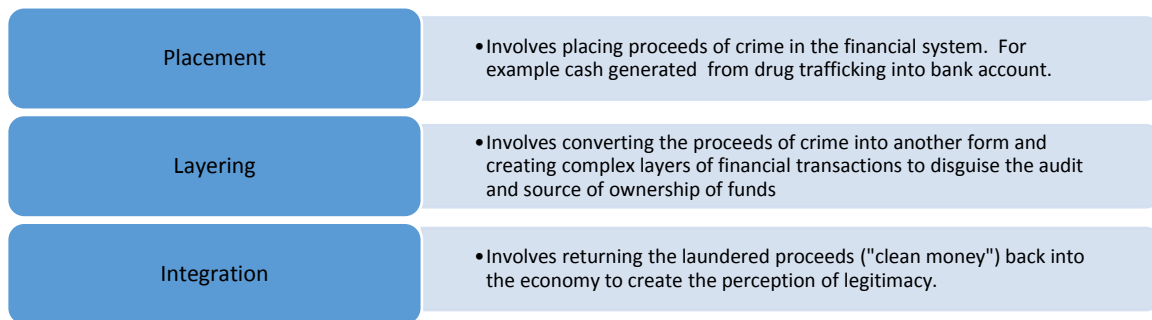 Placement
•Involves placing proceeds of crime in the financial system.  For
example cash generated  from drug trafficking into bank account.
Layering
•Involves converting the proceeds of crime into another form and
creating complex layers of financial transactions to disguise the audit
and source of ownership of funds
Integration
•Involves returning the laundered proceeds ("clean money") back into
the economy to create the perception of legitimacy.